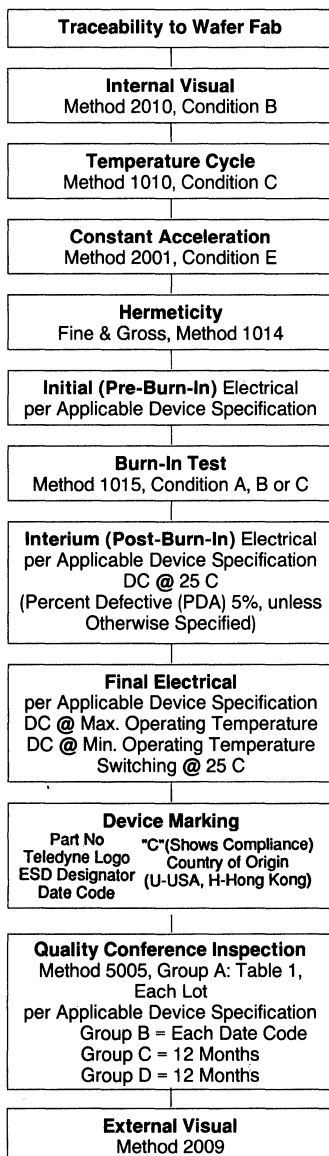 Traceability to Wafer Fab
Internal Visual
Method 2010, Condition B
Temperature Cycle
Method 1010, Condition C
Constant Acceleration
Method 2001, Condition E
Hermeticity
Fine & Gross, Method 1014
Initial (Pre-Burn-In) Electrical
per Applicable Device Specification
Burn-In Test
Method 1015, Condition A, B or C
Interium (Post-Burn-In) Electrical
per Applicable Device Specification
DC @ 25 C
(Percent Defective (PDA) 5%, unless
Otherwise Specified)
Final Electrical
per Applicable Device Specification
DC @ Max. Operating Temperature
DC @ Min. Operating Temperature
Switching @ 25 C
Device Marking
Part No
Teledyne Logo
ESD Designator
Date Code
"C"(Shows Compliance)
Country of Origin
(U-USA, H-Hong Kong)
Quality Conference Inspection
Method 5005, Group A: Table 1,
Each Lot
per Applicable Device Specification
Group B = Each Date Code
Group C = 12 Months
Group D = 12 Months
External Visual
Method 2009